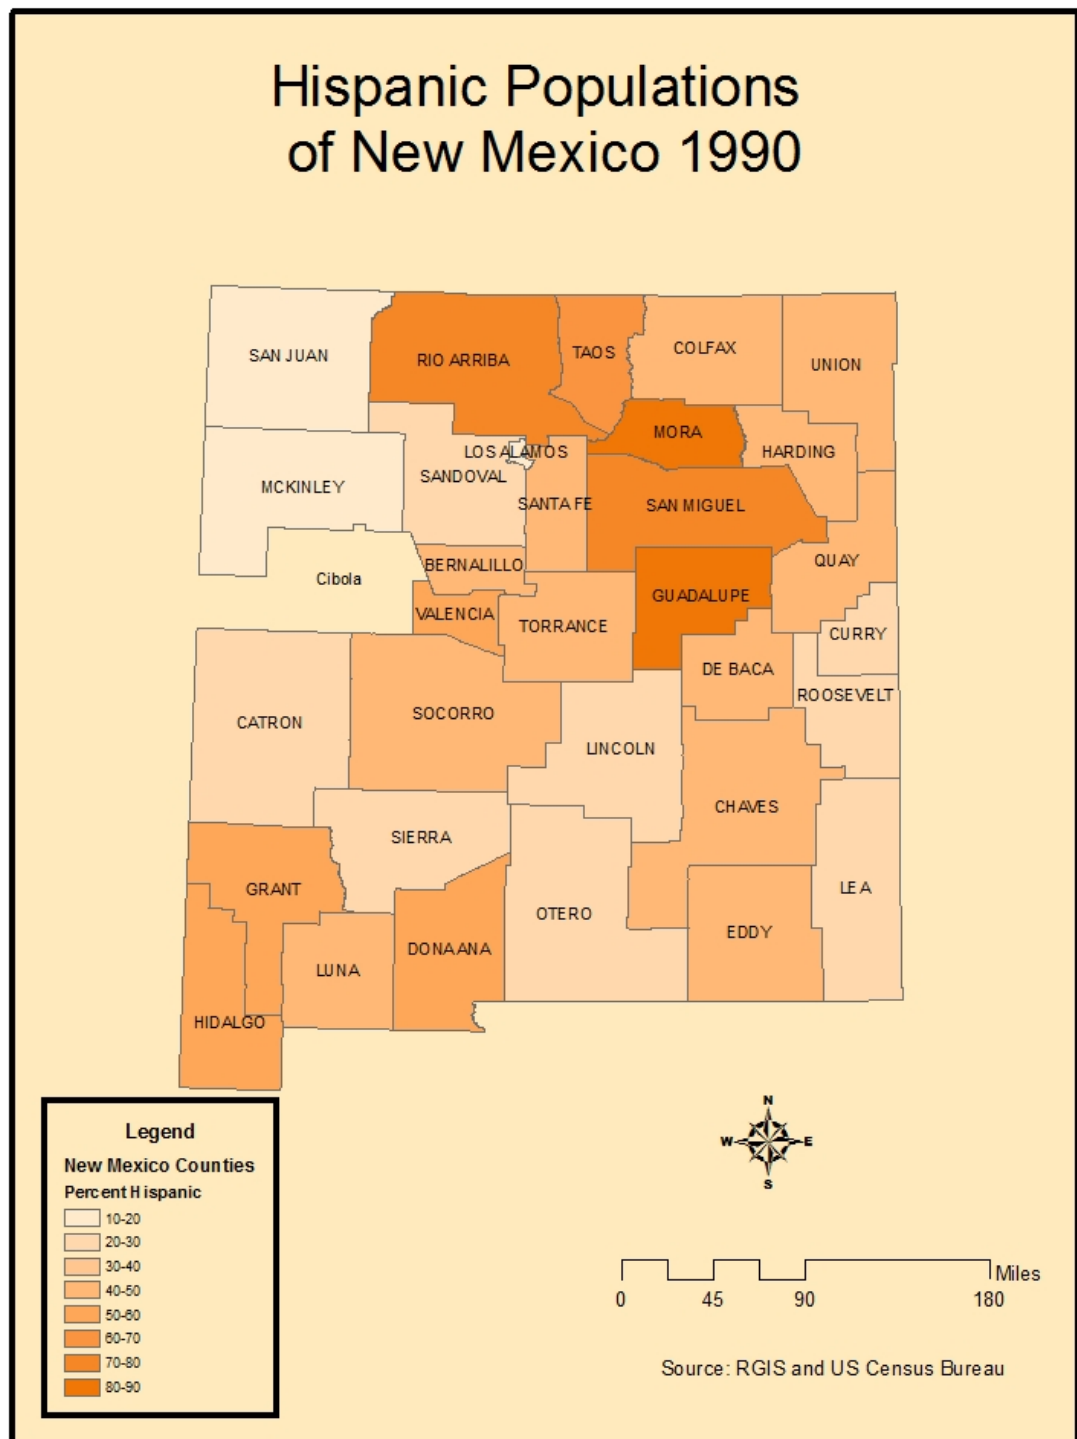 Hispanic Populations
of New Mexico 1990
SAN JUAN
RIO ARRIBA
TAOS
COLFAX
UNION
MORA
HARDING
LOS ALAMOS
SANDOVAL
MCKINLEY
SANTA FE
SAN MIGUEL
QUAY
Cibola
BERNALILLO
VALENCIA
TORRANCE
GUADALUPE
CURRY
DE BACA
ROOSEVELT
CATRON
SOCORRO
LINCOLN
CHAVES
SIERRA
GRANT
OTERO
LEA
EDDY
DONAANA
LUNA
HIDALGO
Legend
New Mexico Counties
Percent Hispanic
10-20
20-30
30-40
40-50
50-60
60-70
70-80
80-90
N
W E
S
Miles
0 45 90 180
Source: RGIS and US Census Bureau